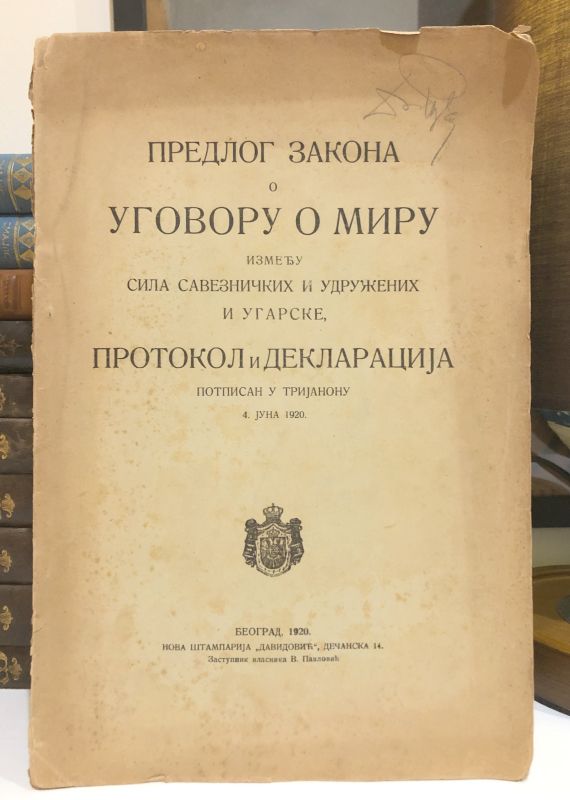 ПРЕДЛОГ ЗАКОНА
О
УГОВОРУ О МИРУ
ИЗМЕЂУ
СИЛА САВЕЗНИЧКИХ И УДРУЖЕНИХ
И УГАРСКЕ,
ПРОТОКОЛ и ДЕКЛАРАЦИЈА
ПОТПИСАН У ТРИЈАНОНУ
4. ЈУНА 1920.
БЕОГРАД, 1920.
НОВА ШТАМПАРИЈА „ДАВИДОВИЋ“, ДЕЧАНСКА 14.
Заступник власника В. Павловић